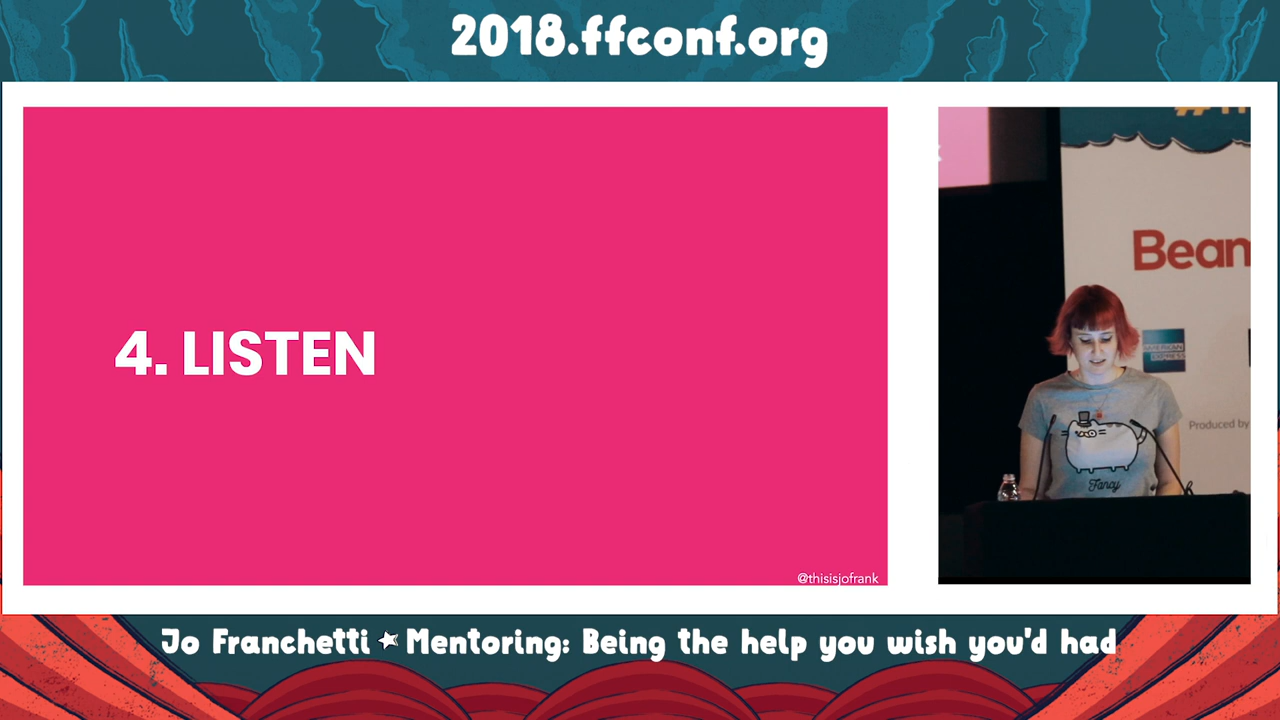 2018.ffconf.org
4. LISTEN
@thisisjofrank
Bean
AMERICAN
EXPRESS
Produced by
Fancy
Jo Franchetti ★ Mentoring: Being the help you wish you'd had